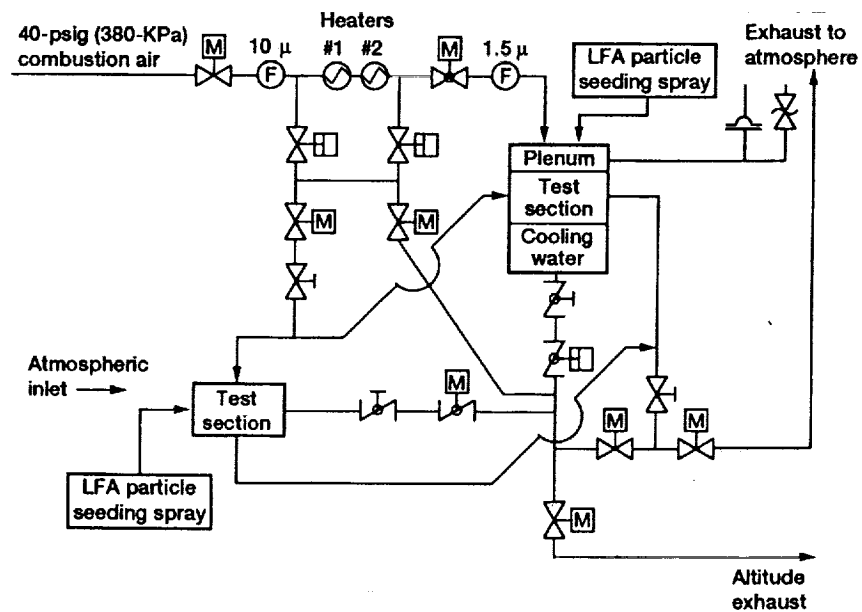 40-psig (380-KPa)
combustion air
M
10 μ
F
Heaters
#1 #2
M
1.5 μ
F
LFA particle
seeding spray
Exhaust to
atmosphere
Plenum
Test
section
Cooling
water
M
M
Atmospheric
inlet
Test
section
M
M
M
LFA particle
seeding spray
M
Altitude
exhaust